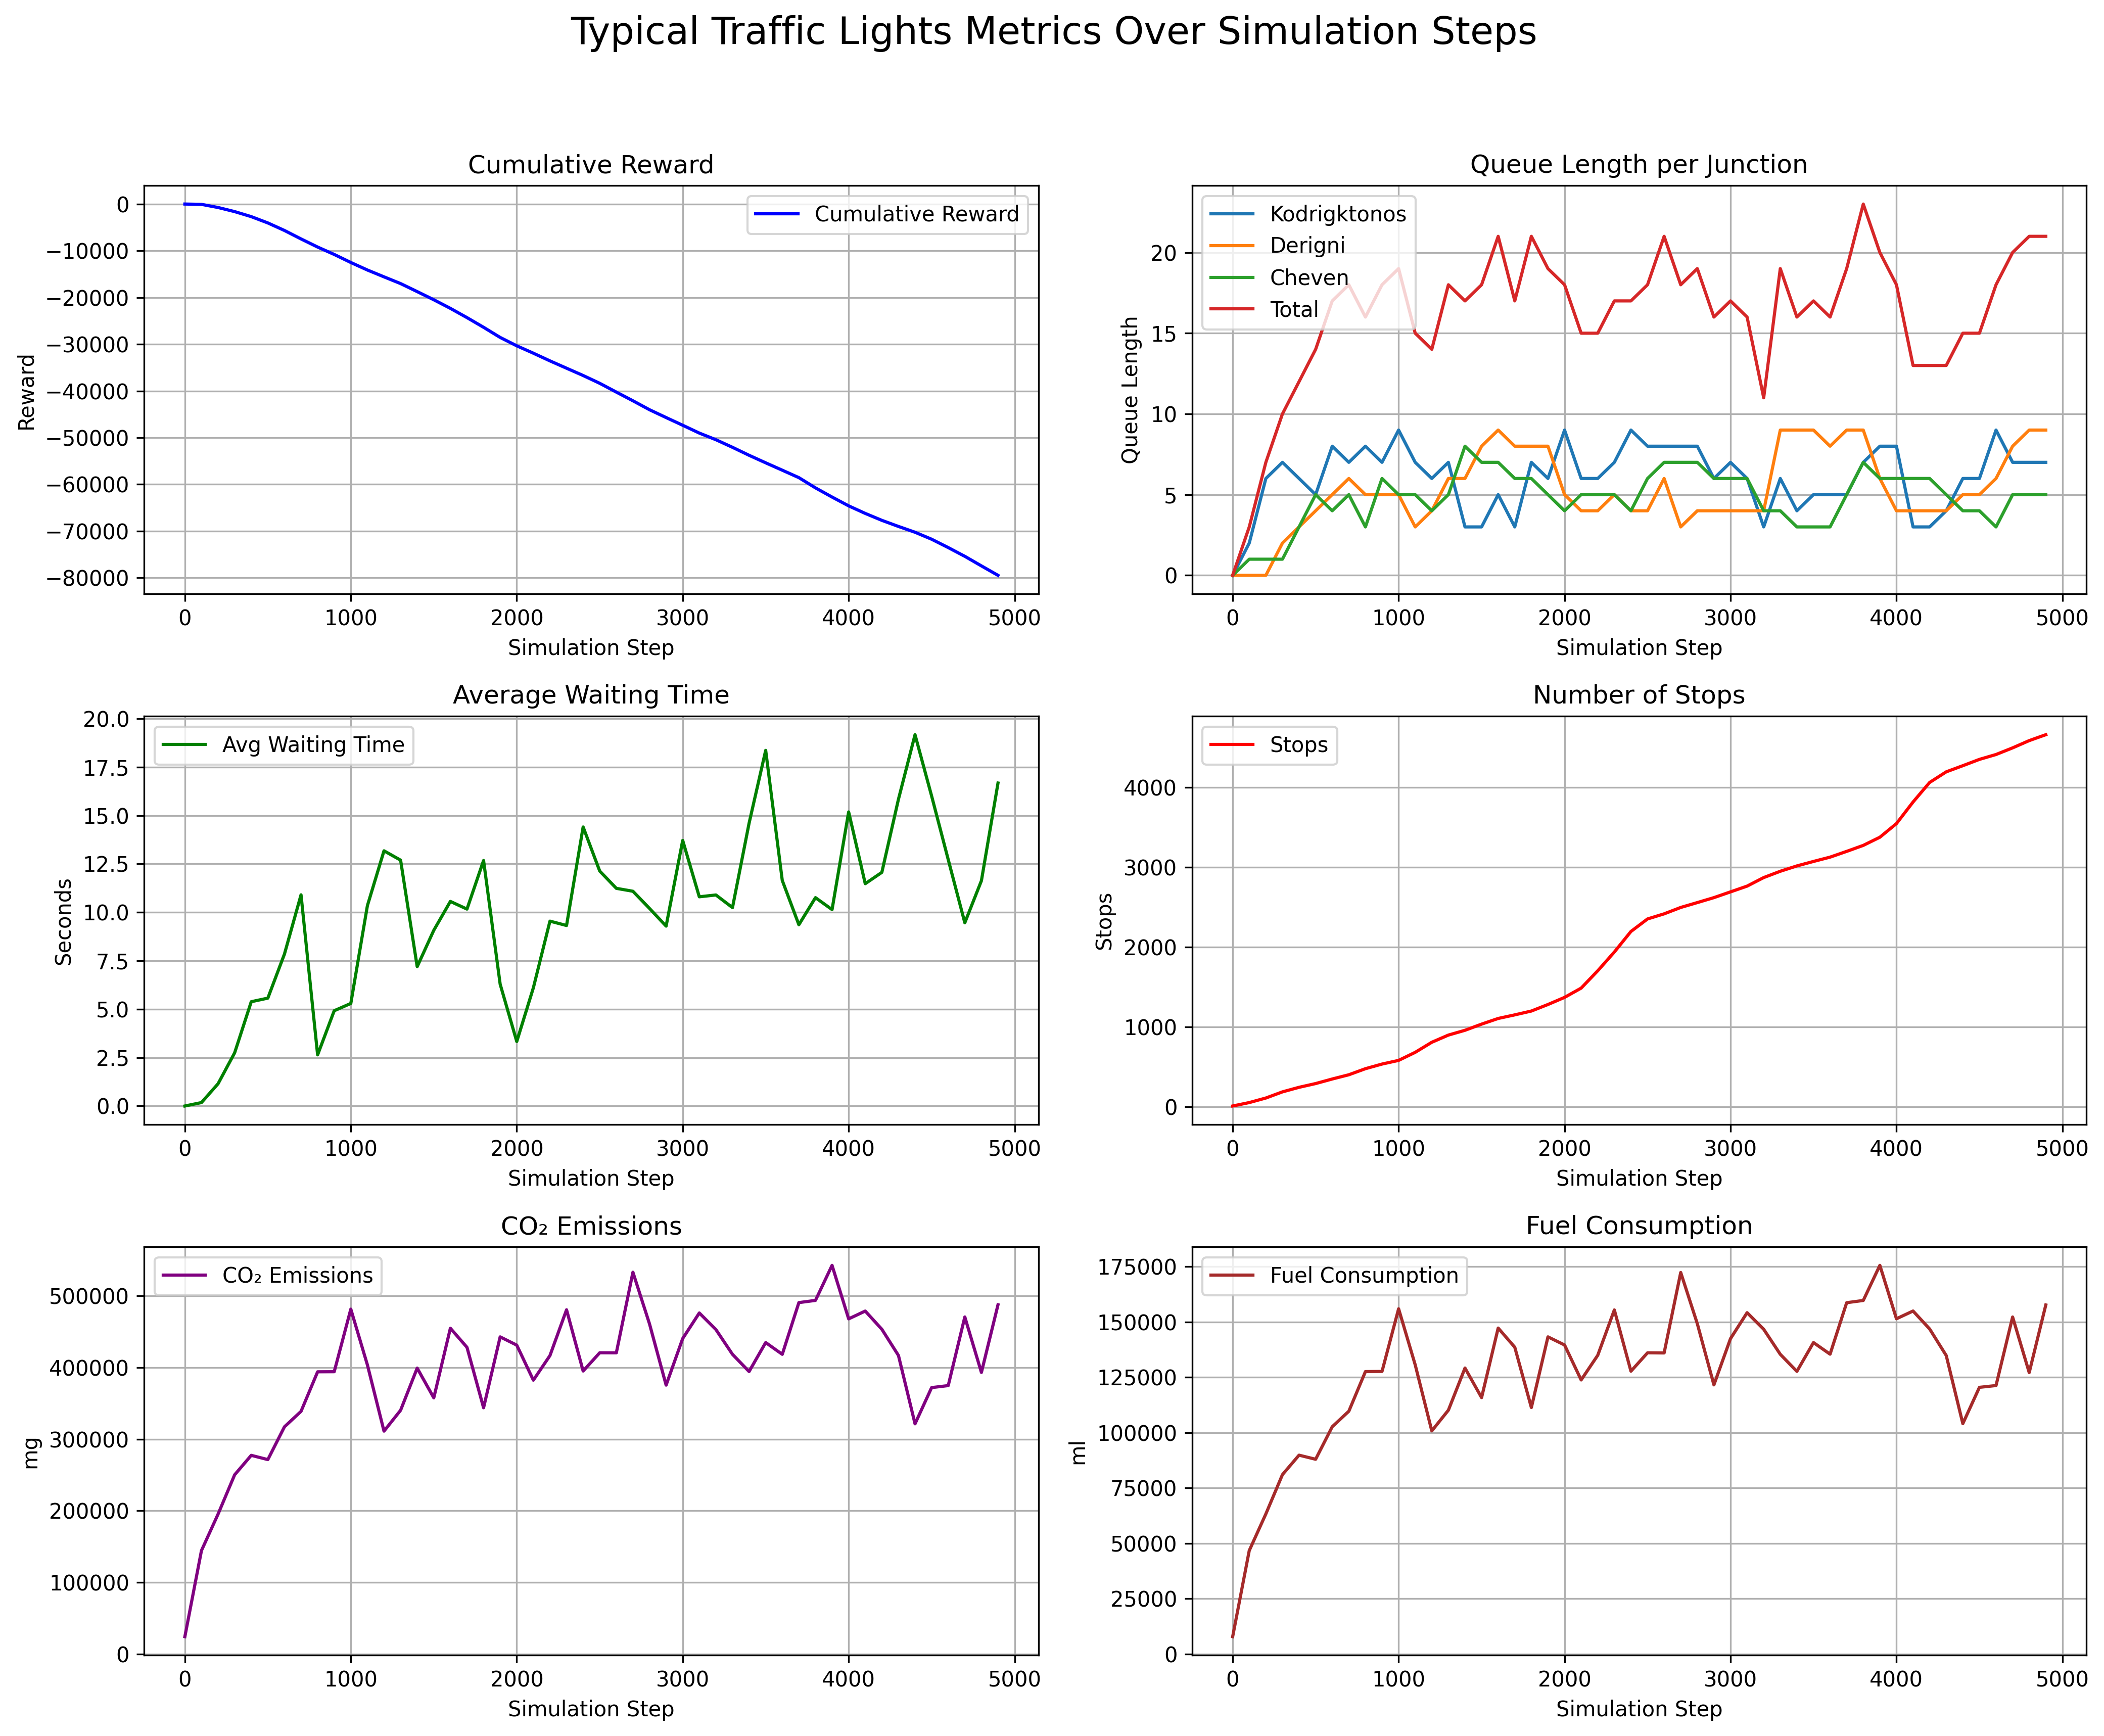 Typical Traffic Lights Metrics Over Simulation Steps
Cumulative Reward
Cumulative Reward
Reward
0
−10000
−20000
−30000
−40000
−50000
−60000
−70000
−80000
0 1000 2000 3000 4000 5000
Simulation Step
Queue Length per Junction
Kodrigktonos
Derigni
Cheven
Total
Queue Length
20
15
10
5
0
0 1000 2000 3000 4000 5000
Simulation Step
Average Waiting Time
Avg Waiting Time
Seconds
20.0
17.5
15.0
12.5
10.0
7.5
5.0
2.5
0.0
0 1000 2000 3000 4000 5000
Simulation Step
Number of Stops
Stops
Stops
4000
3000
2000
1000
0
0 1000 2000 3000 4000 5000
Simulation Step
CO₂ Emissions
CO₂ Emissions
mg
500000
400000
300000
200000
100000
0
0 1000 2000 3000 4000 5000
Simulation Step
Fuel Consumption
Fuel Consumption
ml
175000
150000
125000
100000
75000
50000
25000
0
0 1000 2000 3000 4000 5000
Simulation Step